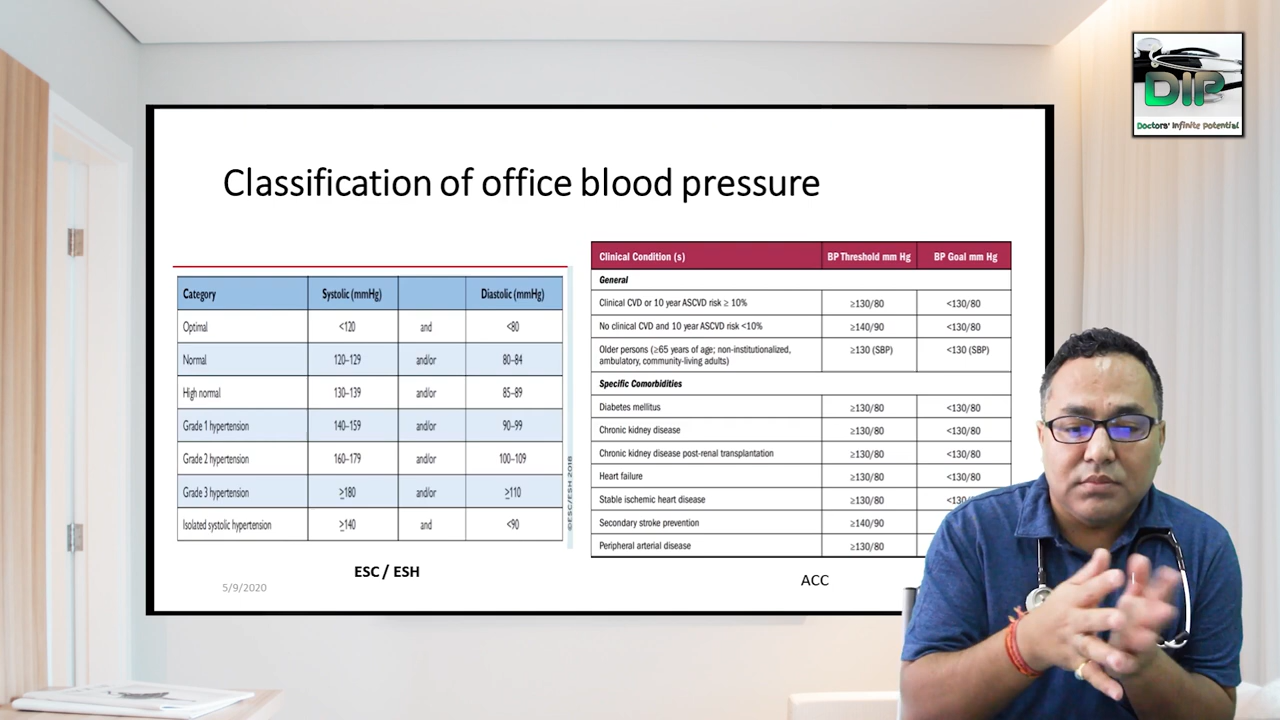 DIP
Doctors' Infinite Potential
Classification of office blood pressure
Category Systolic (mmHg) Diastolic (mmHg)
Optimal <120 and <80
Normal 120–129 and/or 80–84
High normal 130–139 and/or 85–89
Grade 1 hypertension 140–159 and/or 90–99
Grade 2 hypertension 160–179 and/or 100–109
Grade 3 hypertension ≥180 and/or ≥110
Isolated systolic hypertension ≥140 and <90
©ESC/ESH 2018
ESC / ESH
5/9/2020
Clinical Condition (s) BP Threshold mm Hg BP Goal mm Hg
General
Clinical CVD or 10 year ASCVD risk ≥ 10% ≥130/80 <130/80
No clinical CVD and 10 year ASCVD risk <10% ≥140/90 <130/80
Older persons (≥65 years of age; non-institutionalized, ≥130 (SBP) <130 (SBP)
ambulatory, community-living adults)
Specific Comorbidities
Diabetes mellitus ≥130/80 <130/80
Chronic kidney disease ≥130/80 <130/80
Chronic kidney disease post-renal transplantation ≥130/80 <130/80
Heart failure ≥130/80 <130/80
Stable ischemic heart disease ≥130/80
Secondary stroke prevention ≥140/90
Peripheral arterial disease ≥130/80
ACC